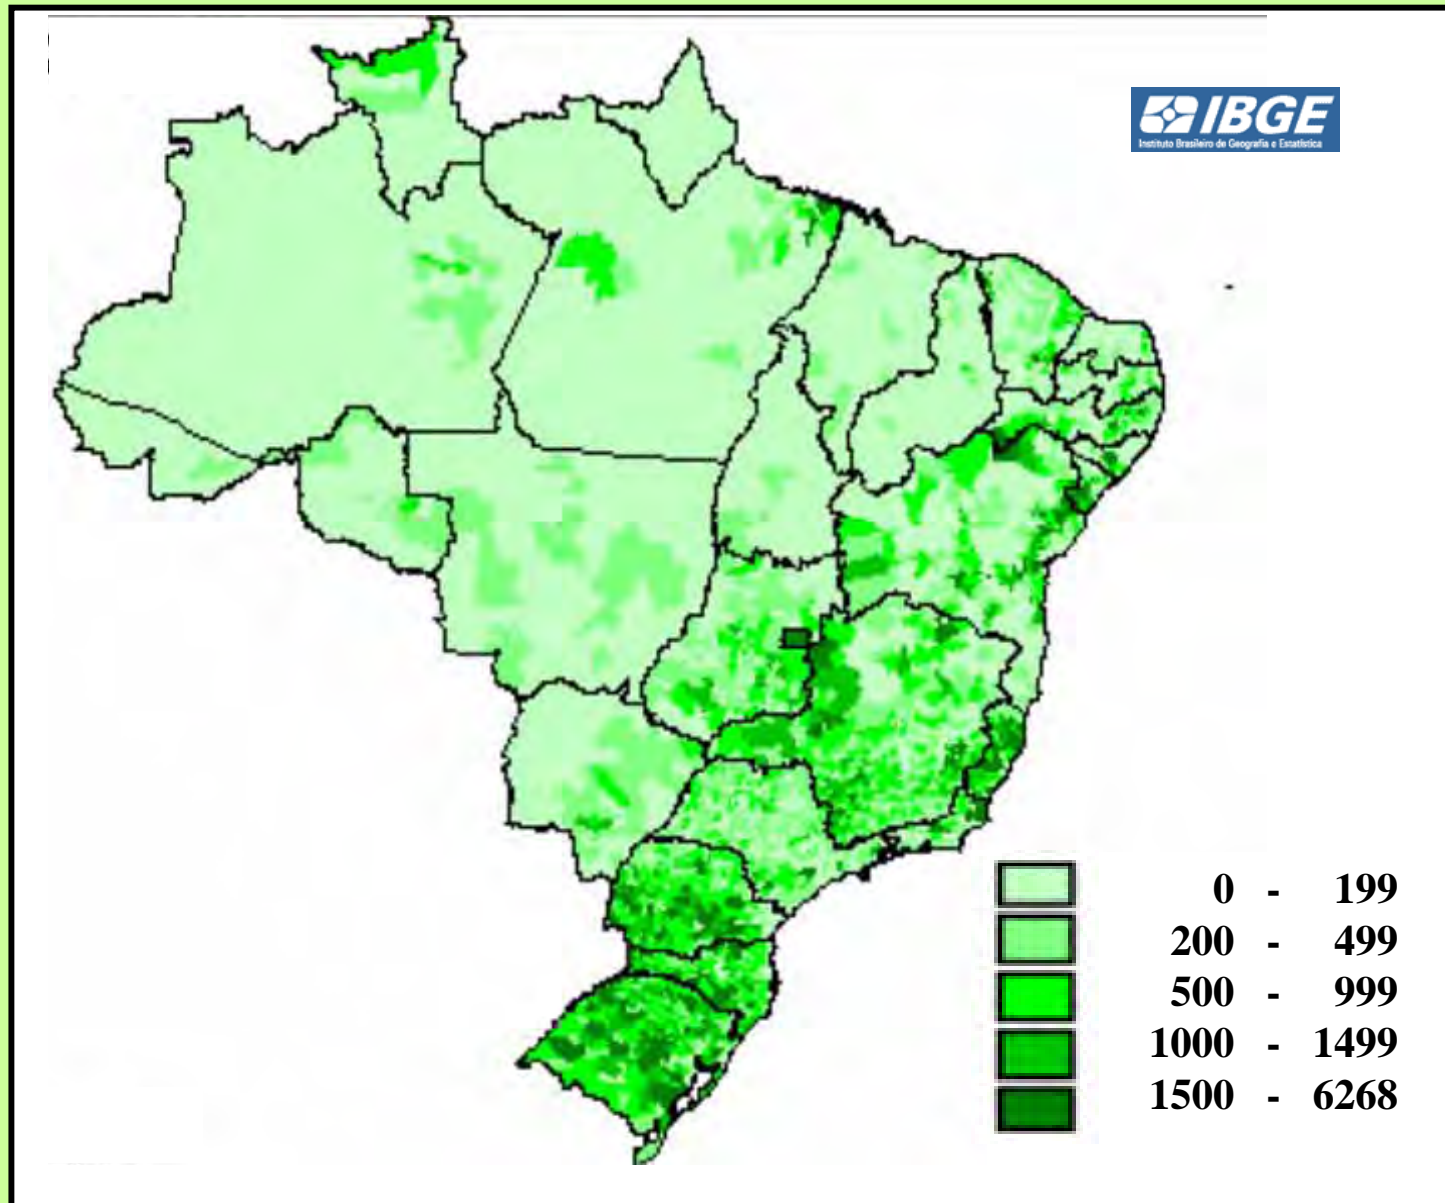 IBGE
Instituto Brasileiro de Geografia e Estatística
0 - 199
200 - 499
500 - 999
1000 - 1499
1500 - 6268